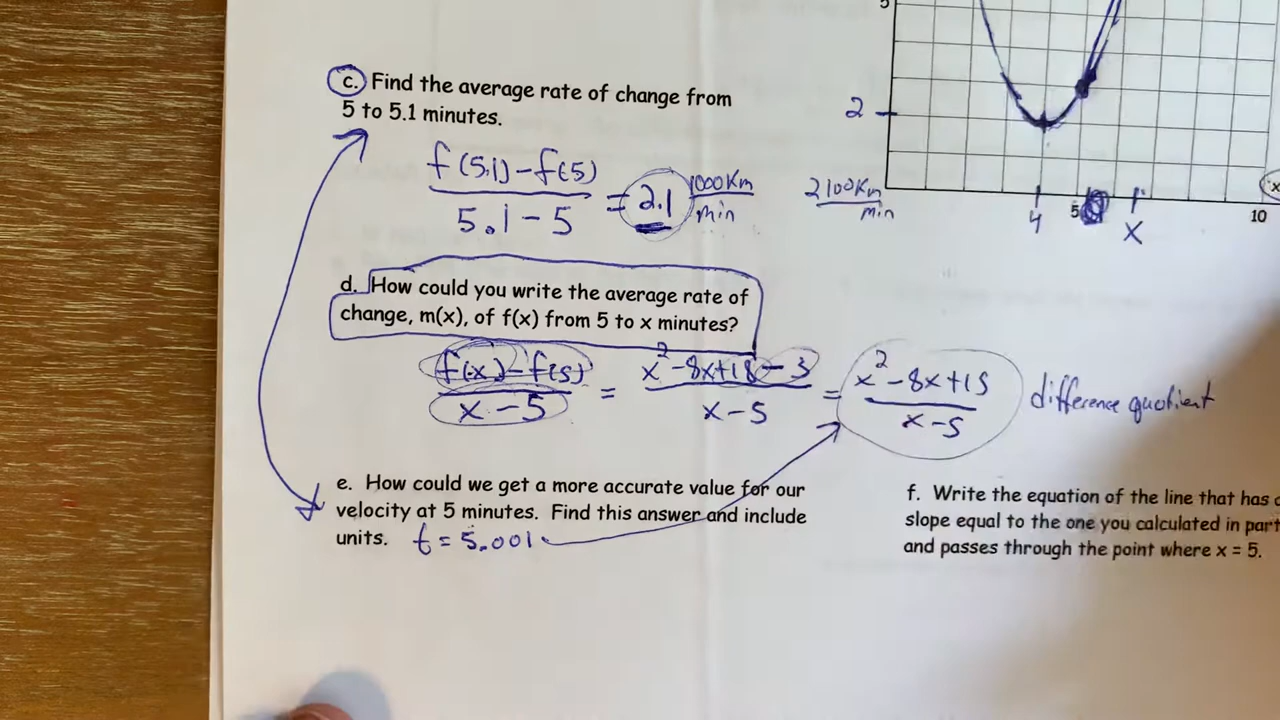 5
c. Find the average rate of change from
5 to 5.1 minutes.
2
f(5.1)-f(5)
5.1-5
= 2.1 1000Km
min
2100Km
min
4
5
x
10
x
d. How could you write the average rate of
change, m(x), of f(x) from 5 to x minutes?
f(x)-f(5)
x-5
=
x²-8x+18-3
x-5
=
x²-8x+15
x-5
difference quotient
e. How could we get a more accurate value for our
velocity at 5 minutes. Find this answer and include
units. t=5.001
f. Write the equation of the line that has
slope equal to the one you calculated in part
and passes through the point where x = 5.